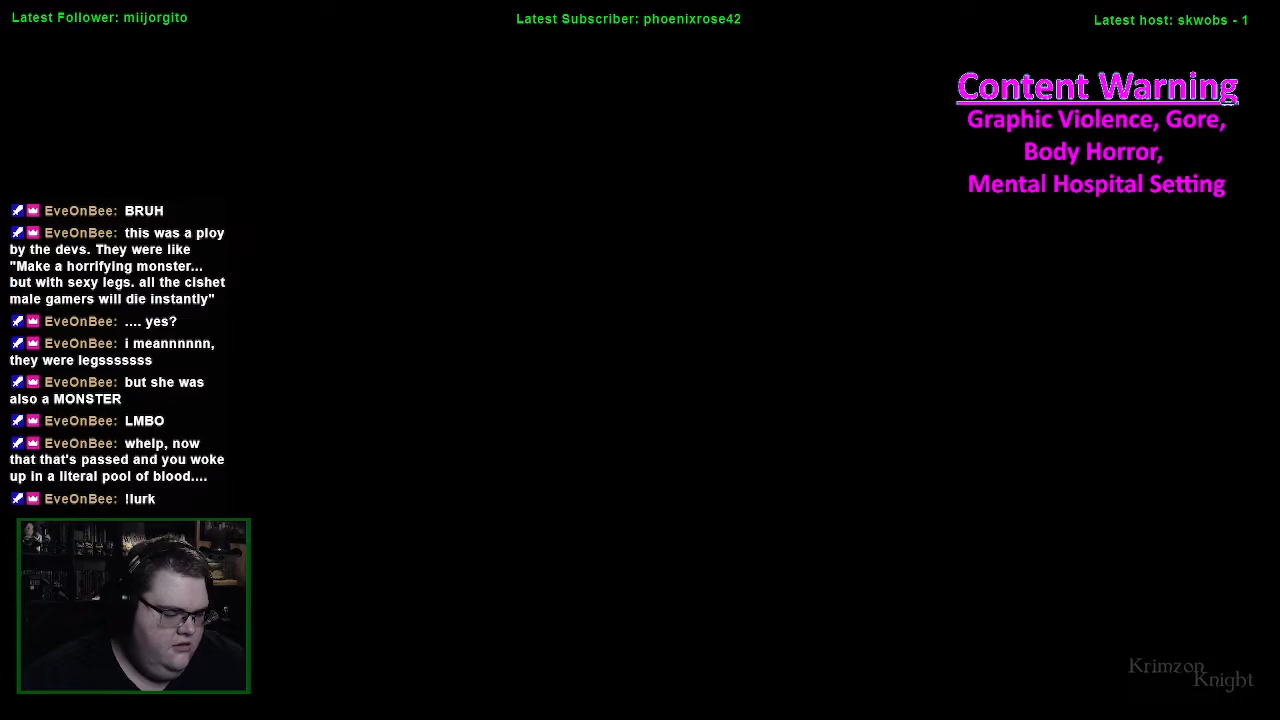 Latest Follower: miijorgito
Latest Subscriber: phoenixrose42
Latest host: skwobs - 1
Content Warning
Graphic Violence, Gore,
Body Horror,
Mental Hospital Setting
EveOnBee: BRUH
EveOnBee: this was a ploy
by the devs. They were like
"Make a horrifying monster...
but with sexy legs. all the cishet
male gamers will die instantly"
EveOnBee: .... yes?
EveOnBee: i meannnnnn,
they were legsssssss
EveOnBee: but she was
also a MONSTER
EveOnBee: LMBO
EveOnBee: whelp, now
that that's passed and you woke
up in a literal pool of blood....
EveOnBee: !lurk
Krimzon
Knight